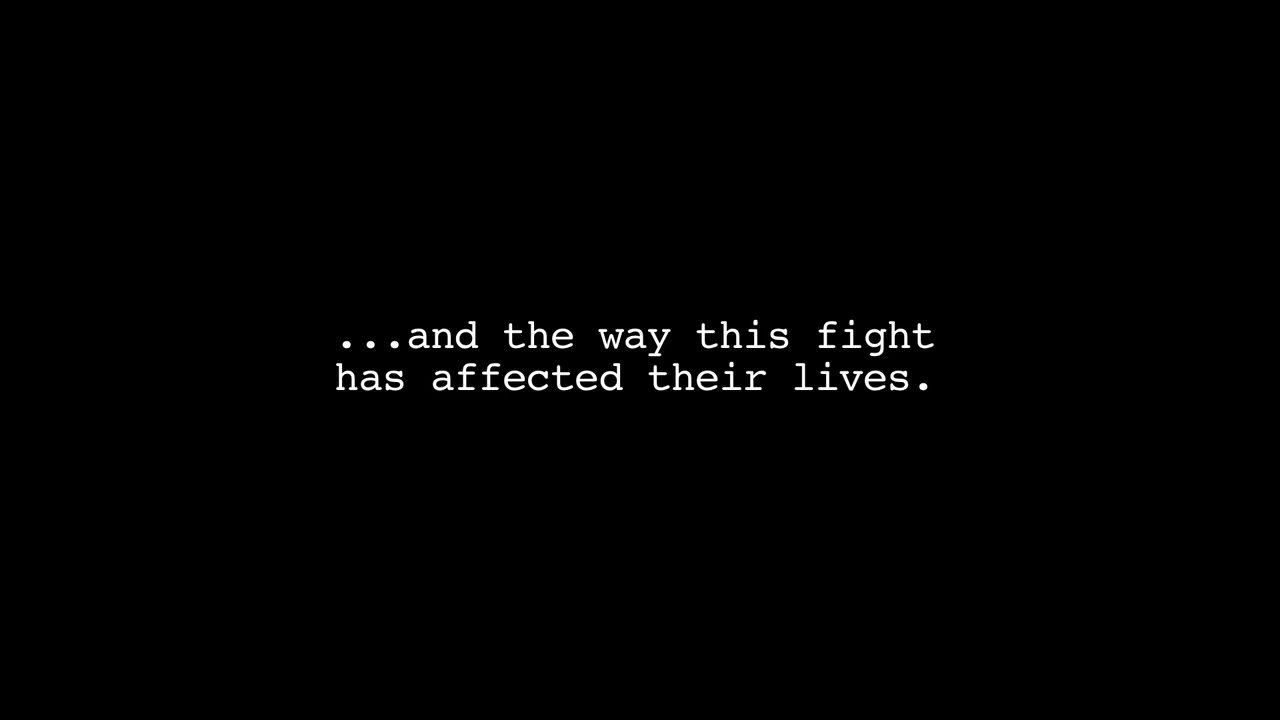 ...and the way this fight
has affected their lives.